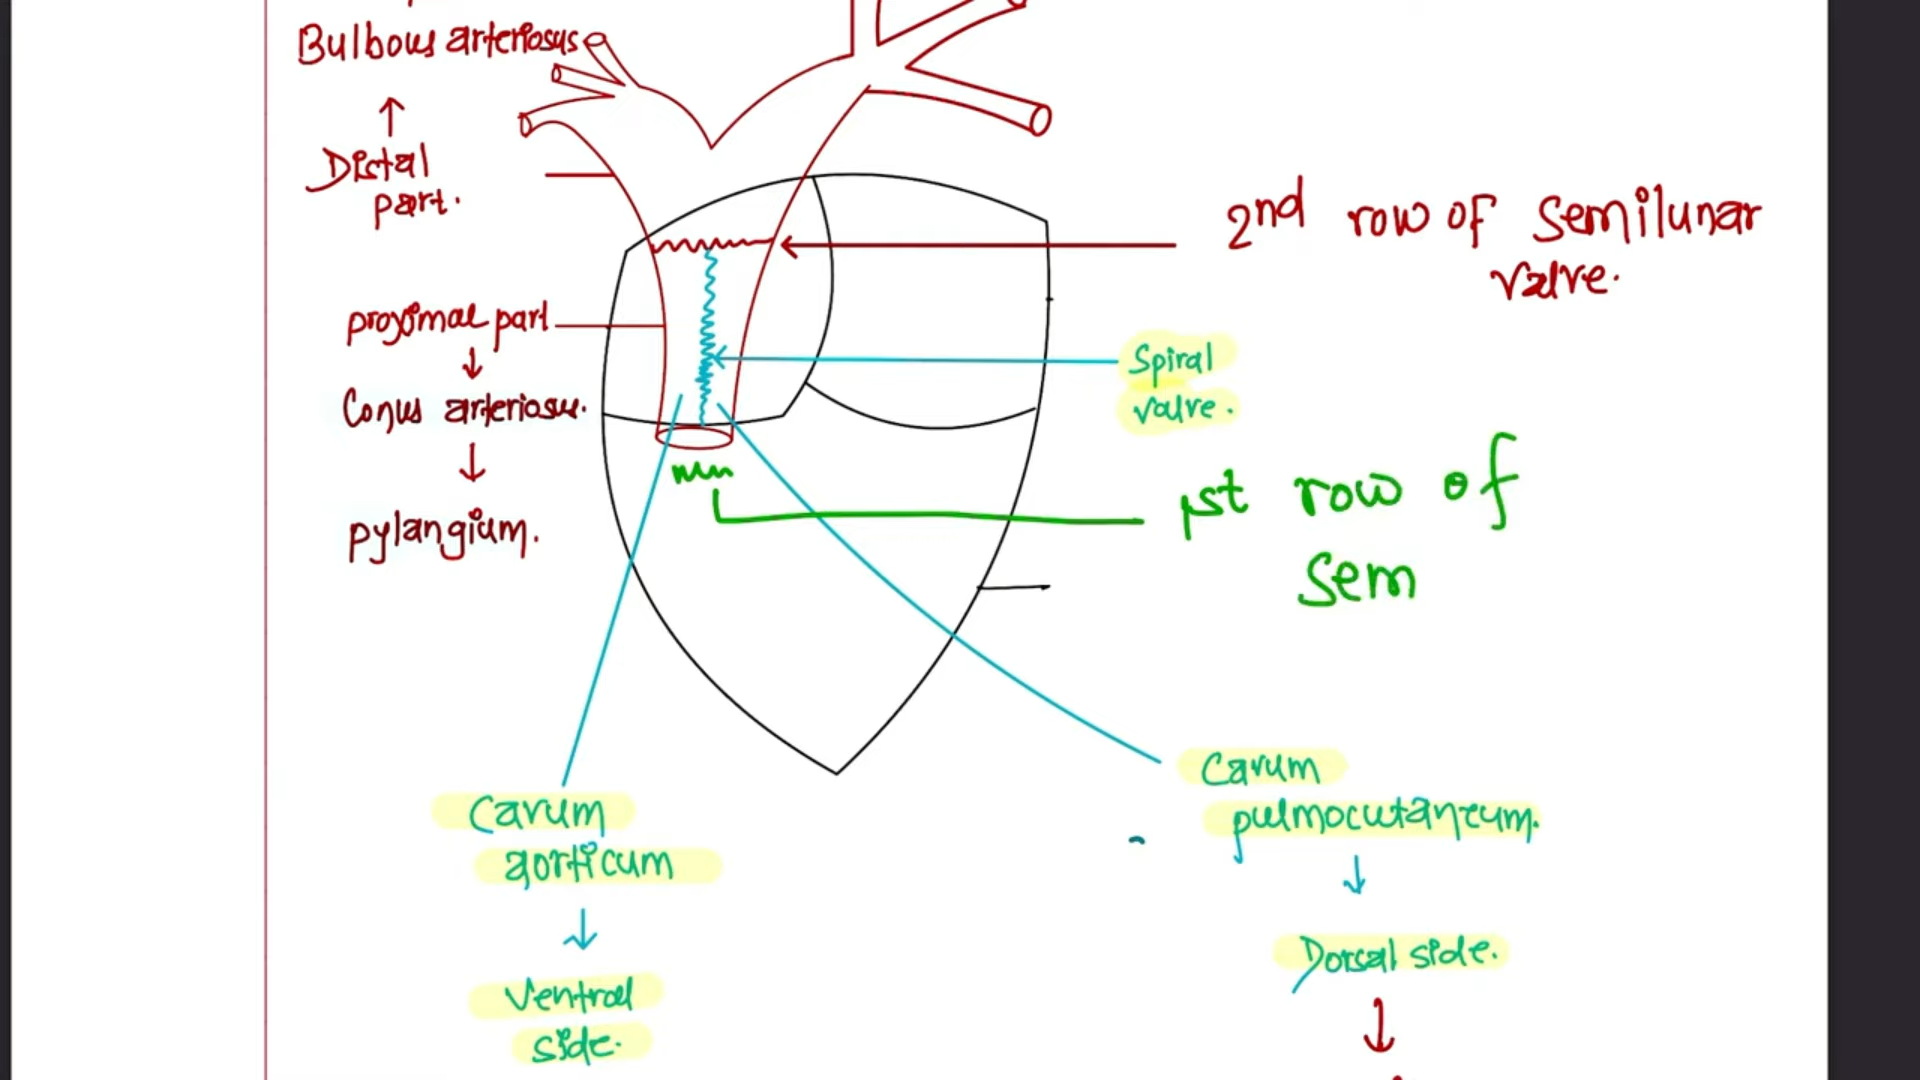 Bulbous arteriosus
Distal
part.
proximal part
Conus arteriosus.
pylangium.
2nd row of semilunar
valve.
Spiral
valve.
1st row of
Sem
Cavum
aorticum
Ventral
side.
Cavum
pulmocutaneum.
Dorsal side.